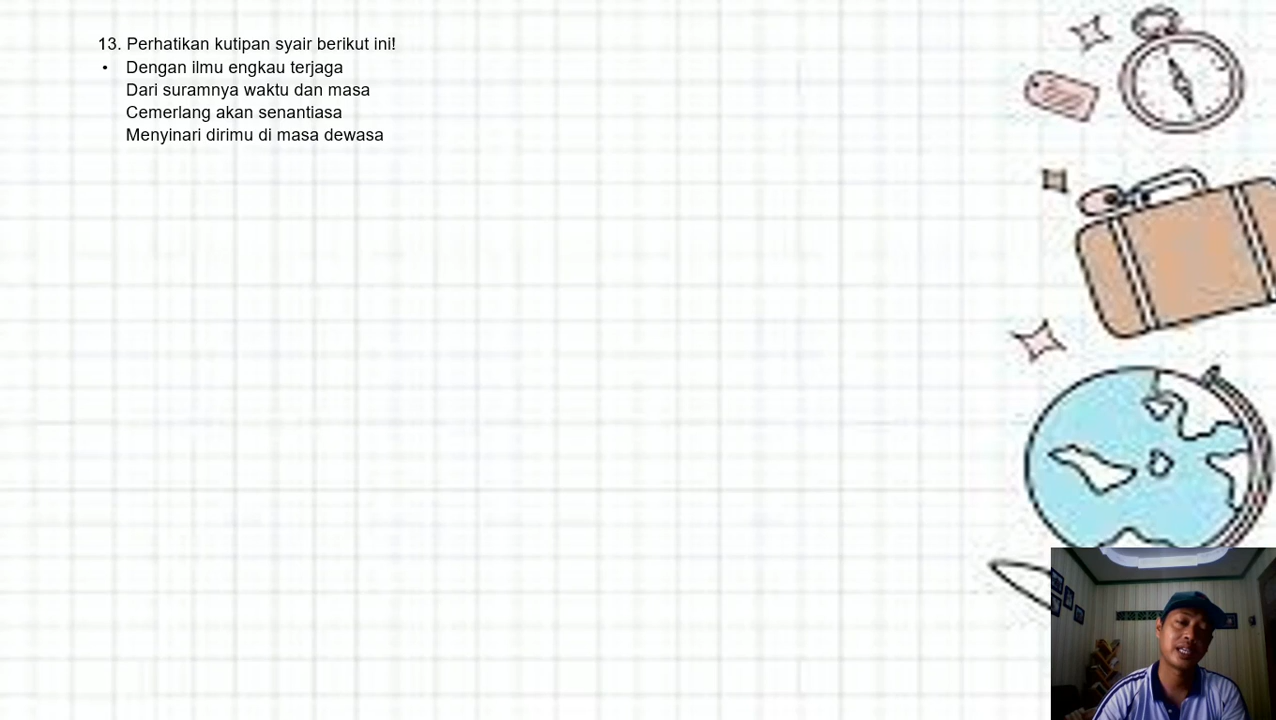 13. Perhatikan kutipan syair berikut ini!
• Dengan ilmu engkau terjaga
Dari suramnya waktu dan masa
Cemerlang akan senantiasa
Menyinari dirimu di masa dewasa